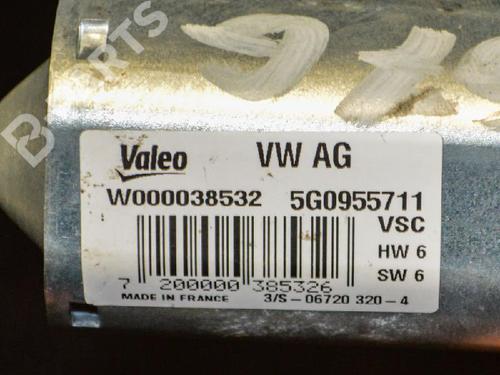 Valeo VW AG
W000038532 5G0955711
VSC
HW 6
SW 6
7 200000 385326
MADE IN FRANCE 3/S - 06720 320 - 4